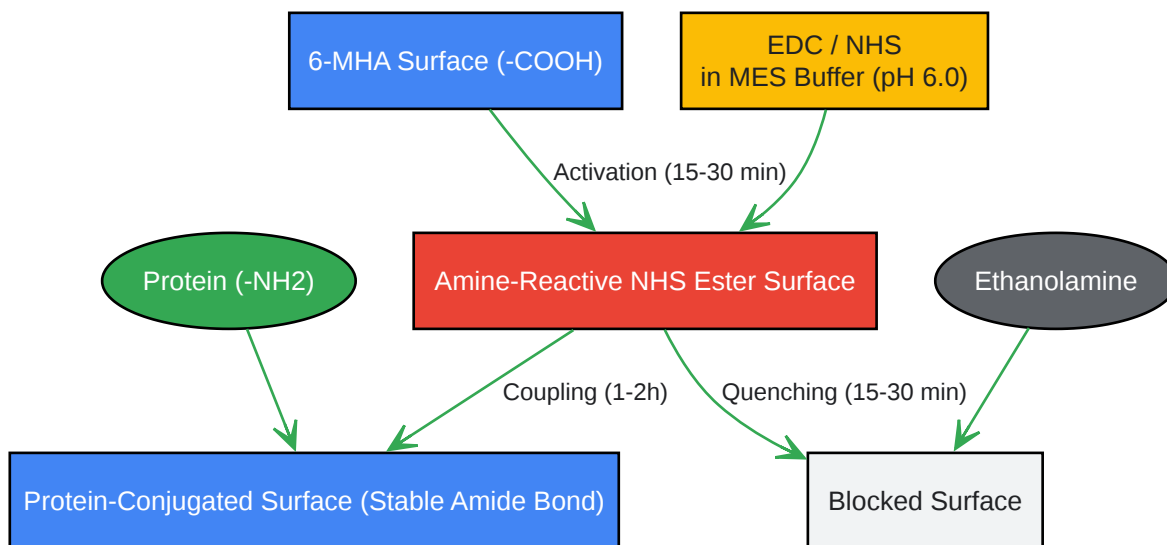 6-MHA Surface (-COOH)
EDC / NHS
in MES Buffer (pH 6.0)
Activation (15-30 min)
Protein (-NH2)
Amine-Reactive NHS Ester Surface
Ethanolamine
Coupling (1-2h)
Quenching (15-30 min)
Protein-Conjugated Surface (Stable Amide Bond)
Blocked Surface